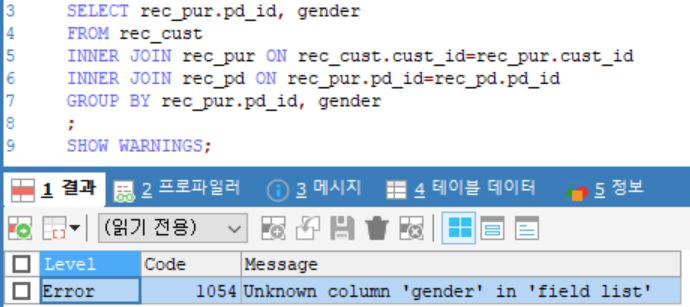 3 SELECT rec_pur.pd_id, gender
4 FROM rec_cust
5 INNER JOIN rec_pur ON rec_cust.cust_id=rec_pur.cust_id
6 INNER JOIN rec_pd ON rec_pur.pd_id=rec_pd.pd_id
7 GROUP BY rec_pur.pd_id, gender
8 ;
9 SHOW WARNINGS;
1 결과 2 프로파일러 3 메시지 4 테이블 데이터 5 정보
(읽기 전용)
Level Code Message
Error 1054 Unknown column 'gender' in 'field list'